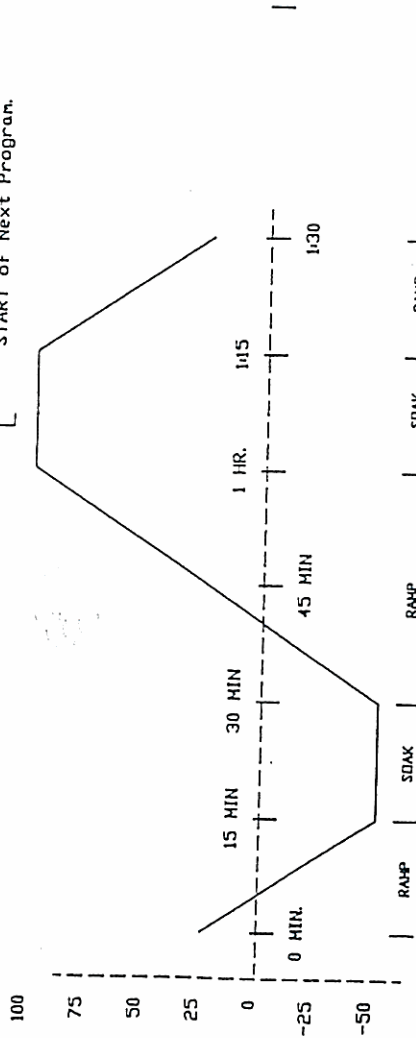 START of Next Program.
100
75
50
25
0
-25
-50
0 MIN.
15 MIN
30 MIN
45 MIN
1 HR.
1:15
1:30
RAMP
SOAK
RAMP
SOAK